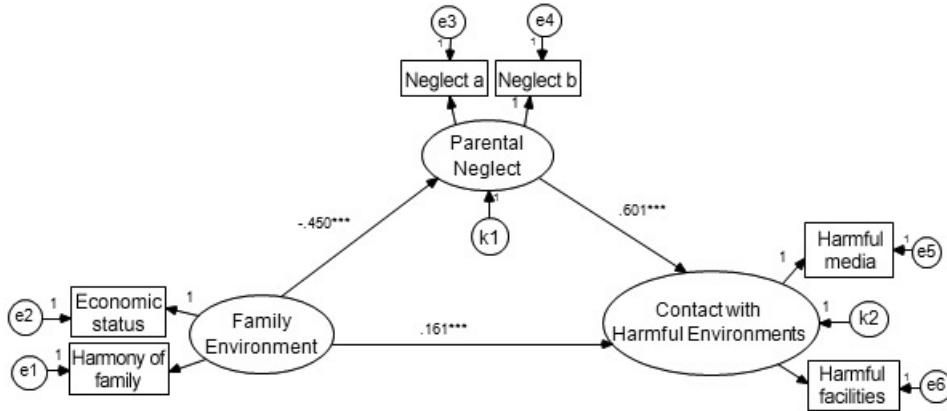 e3
e4
1
1
Neglect a
Neglect b
1
Parental
Neglect
1
-.450***
.601***
k1
Harmful
media
1
1
e5
1
Economic
status
1
e2
Family
Environment
.161***
Contact with
Harmful Environments
1
k2
1
Harmony of
family
e1
Harmful
facilities
1
e6